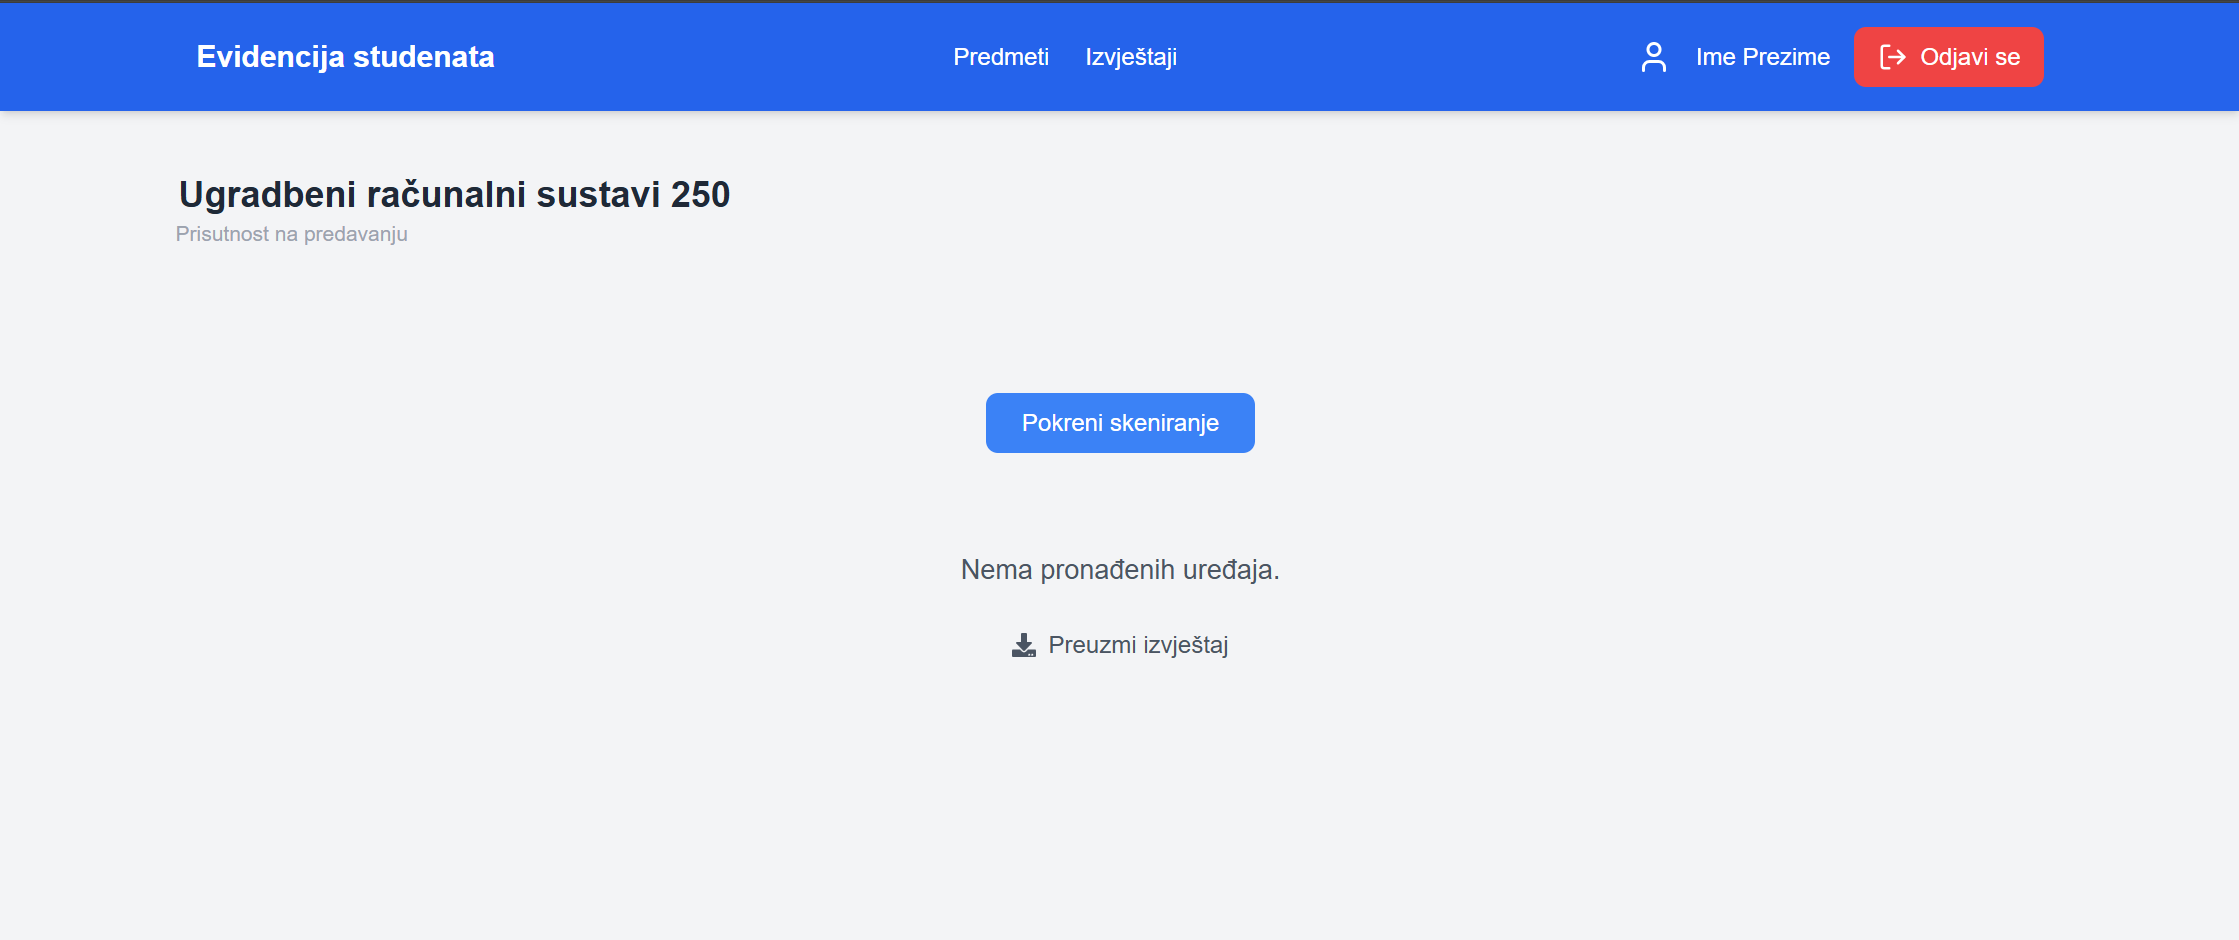 Evidencija studenata
Predmeti
Izvještaji
Ime Prezime
Odjavi se
Ugradbeni računalni sustavi 250
Prisutnost na predavanju
Pokreni skeniranje
Nema pronađenih uređaja.
Preuzmi izvještaj